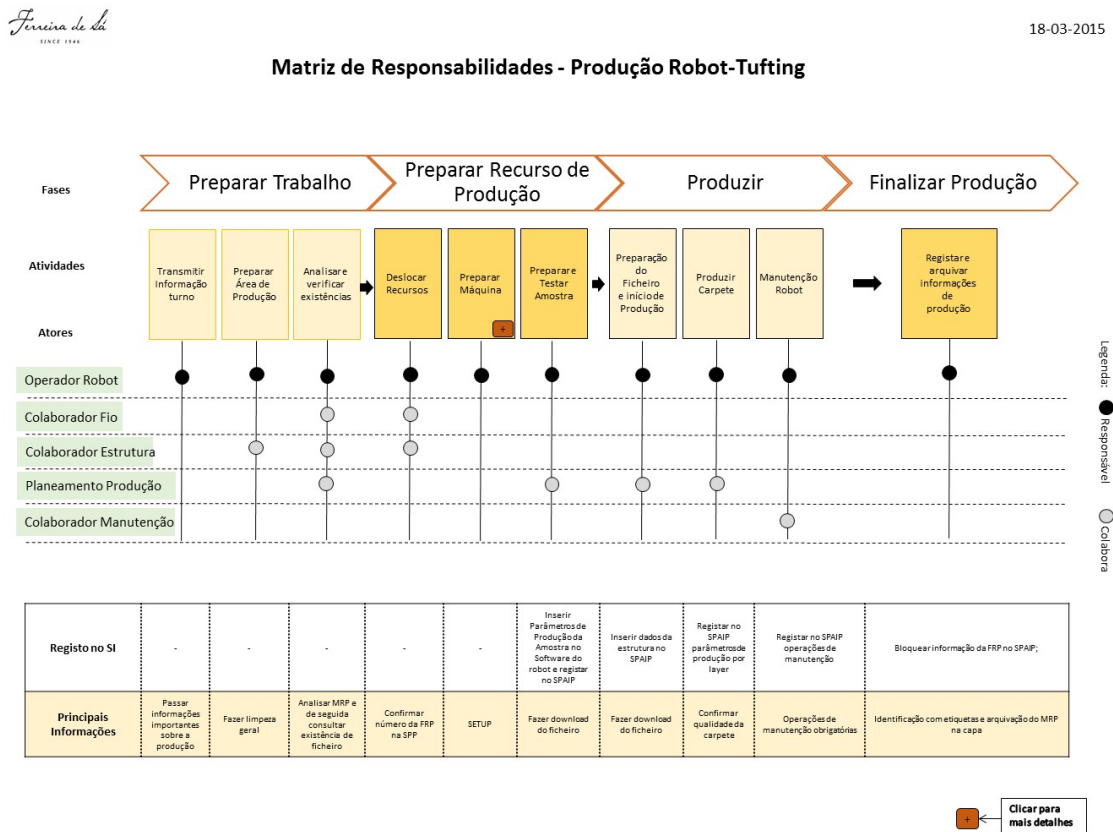 Ferreira de Sá
SINCE 1946
18-03-2015
Matriz de Responsabilidades - Produção Robot-Tufting
Fases
Preparar Trabalho
Preparar Recurso de
Produção
Produzir
Finalizar Produção
Atividades
Transmitir
Informação
turno
Preparar
Área de
Produção
Analisar e
verificar
existências
Deslocar
Recursos
Preparar
Máquina
+
Preparar e
Testar
Amostra
Preparação
do
Ficheiro
e início de
Produção
Produzir
Carpete
Manutenção
Robot
Registar e
arquivar
informações
de
produção
Atores
Operador Robot
Colaborador Fio
Colaborador Estrutura
Planeamento Produção
Colaborador Manutenção
Legenda:
Responsável
Colabora
Registo no SI
-
-
-
-
-
Inserir
Parâmetros de
Produção da
Amostra no
Software do
robot e registar
no SPAIP
Inserir dados da
estrutura no
SPAIP
Registar no
SPAIP
parâmetros de
produção por
layer
Registar no SPAIP
operações de
manutenção
Bloquear informação da FRP no SPAIP;
Principais
Informações
Passar
informações
importantes
sobre a
produção
Fazer limpeza
geral
Analisar MRP e
de seguida
consultar
existência de
ficheiro
Confirmar
número da FRP
na SPP
SETUP
Fazer download
do ficheiro
Fazer download
do ficheiro
Confirmar
qualidade da
carpete
Operações de
manutenção obrigatórias
Identificação com etiquetas e arquivação do MRP
na capa
+
Clicar para
mais detalhes